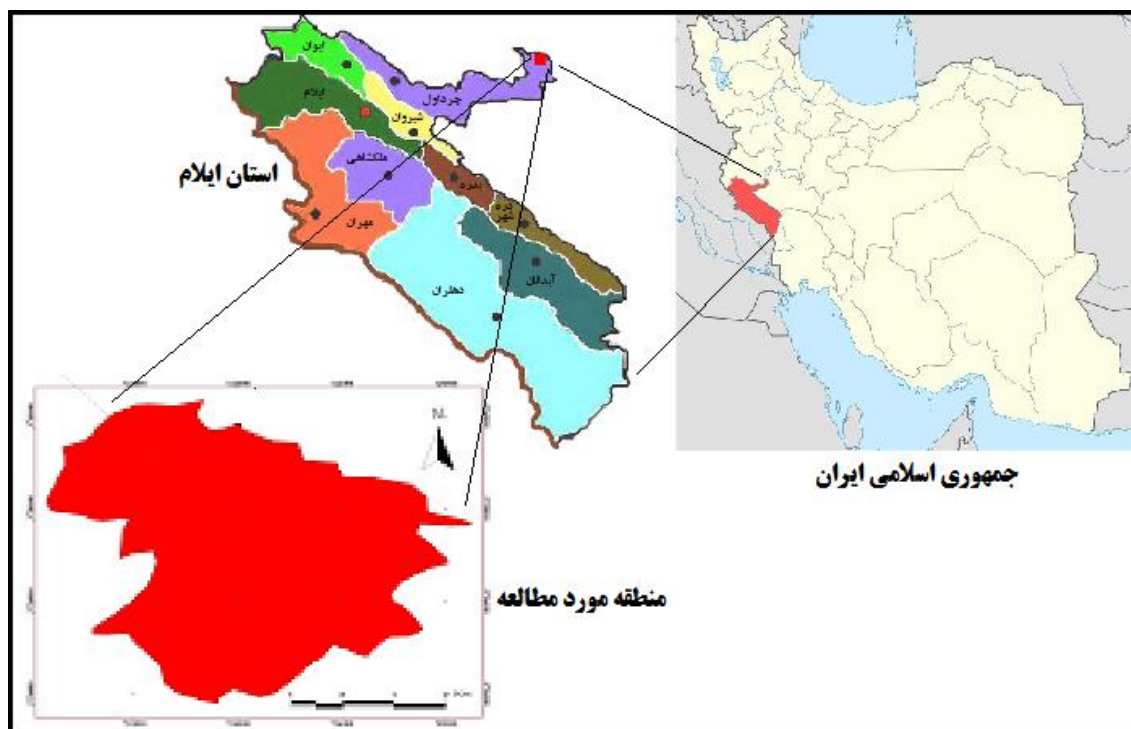 ایوان
چرداول
ایلام
شیروان
ملکشاهی
استان ایلام
بدره
دره
شهر
مهران
آبدانان
دهلران
جمهوری اسلامی ایران
N
منطقه مورد مطالعه